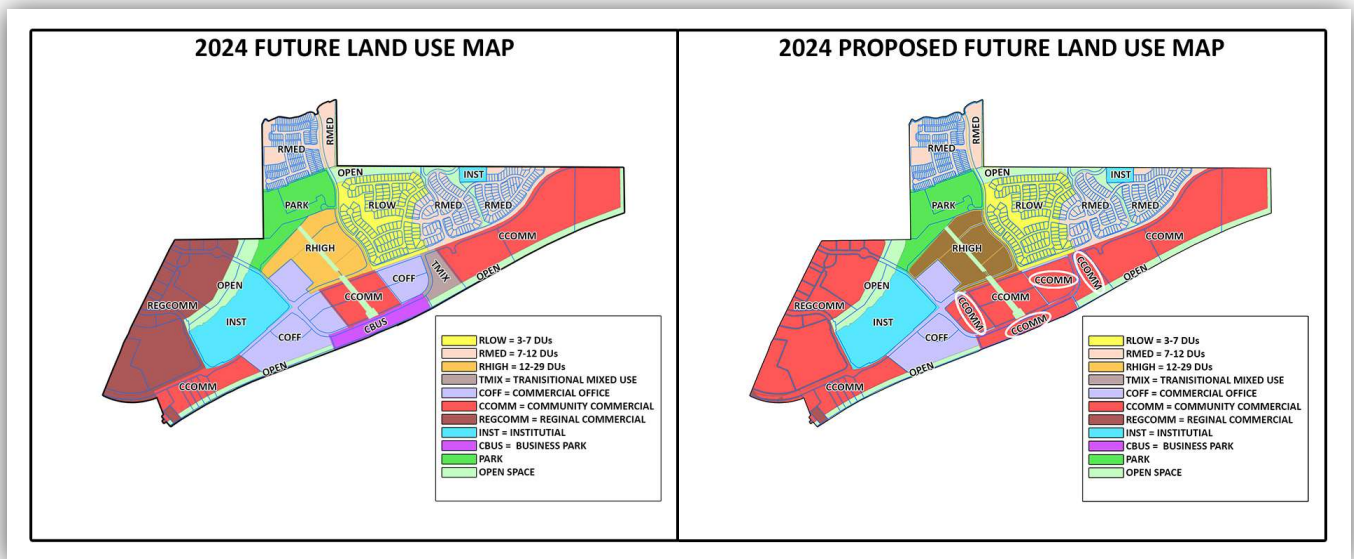 2024 FUTURE LAND USE MAP
RMED
RMED
OPEN
INST
PARK
RLOW
RMED
RMED
RHIGH
CCOMM
REGCOMM
OPEN
COFF
TMIX
OPEN
CCOMM
INST
CBUS
COFF
OPEN
CCOMM
RLOW = 3-7 DUs
RMED = 7-12 DUs
RHIGH = 12-29 DUs
TMIX = TRANISITIONAL MIXED USE
COFF = COMMERCIAL OFFICE
CCOMM = COMMUNITY COMMERCIAL
REGCOMM = REGINAL COMMERCIAL
INST = INSTITUTIAL
CBUS = BUSINESS PARK
PARK
OPEN SPACE
2024 PROPOSED FUTURE LAND USE MAP
RMED
RMED
OPEN
INST
PARK
RLOW
RMED
RMED
RHIGH
CCOMM
REGCOMM
OPEN
CCOMM
CCOMM
OPEN
CCOMM
CCOMM
INST
CCOMM
COFF
OPEN
CCOMM
RLOW = 3-7 DUs
RMED = 7-12 DUs
RHIGH = 12-29 DUs
TMIX = TRANISITIONAL MIXED USE
COFF = COMMERCIAL OFFICE
CCOMM = COMMUNITY COMMERCIAL
REGCOMM = REGINAL COMMERCIAL
INST = INSTITUTIAL
CBUS = BUSINESS PARK
PARK
OPEN SPACE